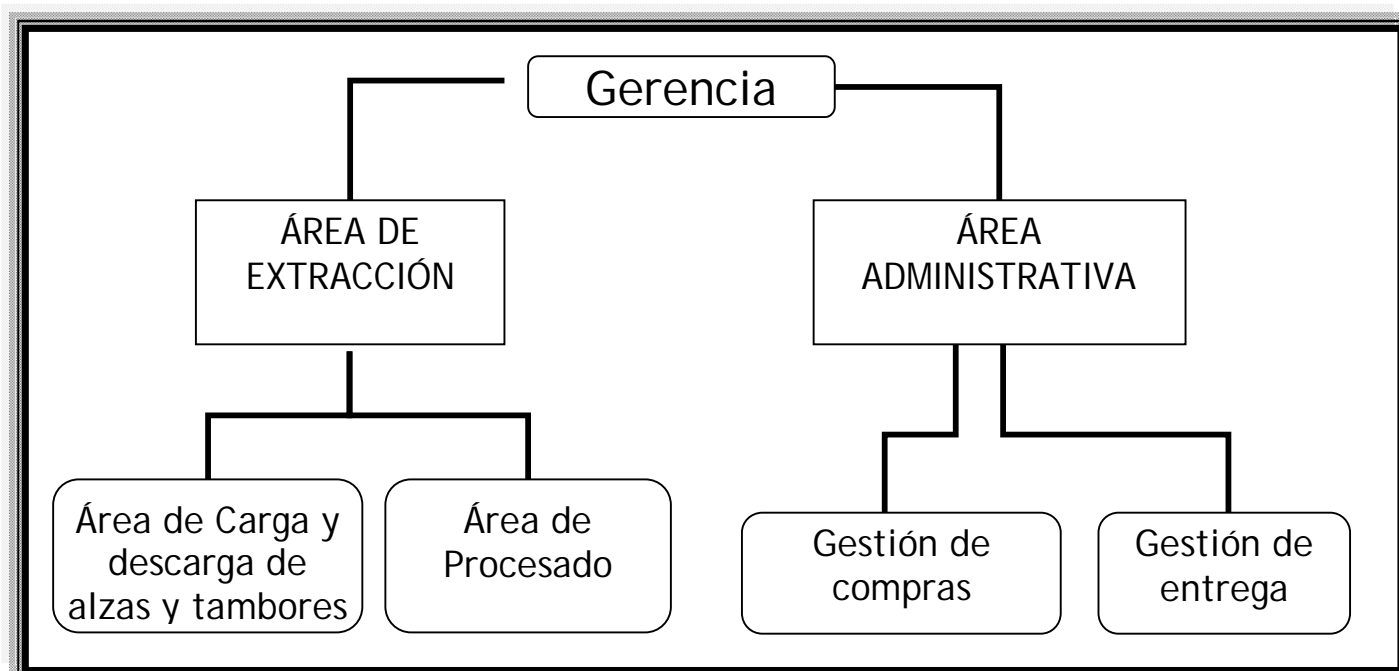 Gerencia
ÁREA DE
EXTRACCIÓN
ÁREA
ADMINISTRATIVA
Área de Carga y
descarga de
alzas y tambores
Área de
Procesado
Gestión de
compras
Gestión de
entrega